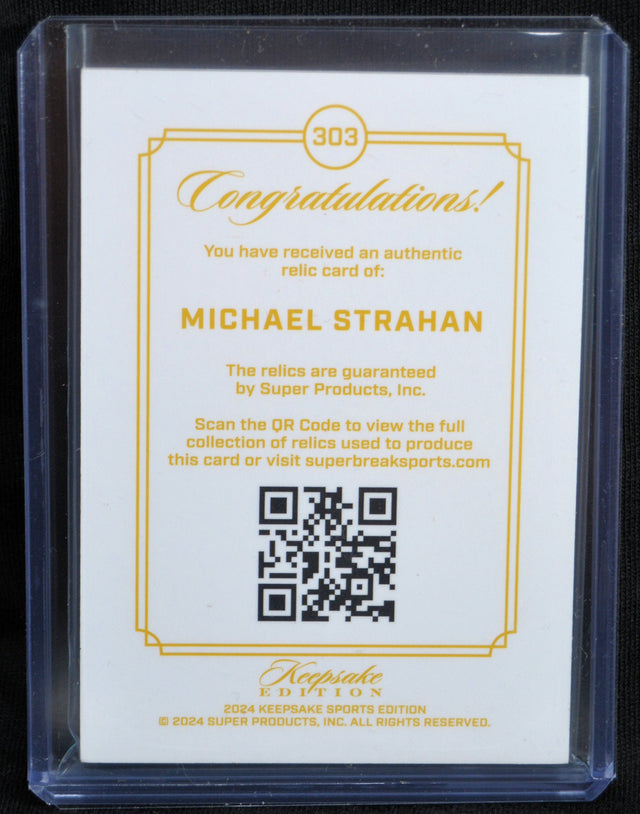 303
Congratulations!
You have received an authentic
relic card of:
MICHAEL STRAHAN
The relics are guaranteed
by Super Products, Inc.
Scan the QR Code to view the full
collection of relics used to produce
this card or visit superbreaksports.com
Keepsake
EDITION
2024 KEEPSAKE SPORTS EDITION
© 2024 SUPER PRODUCTS, INC. ALL RIGHTS RESERVED.